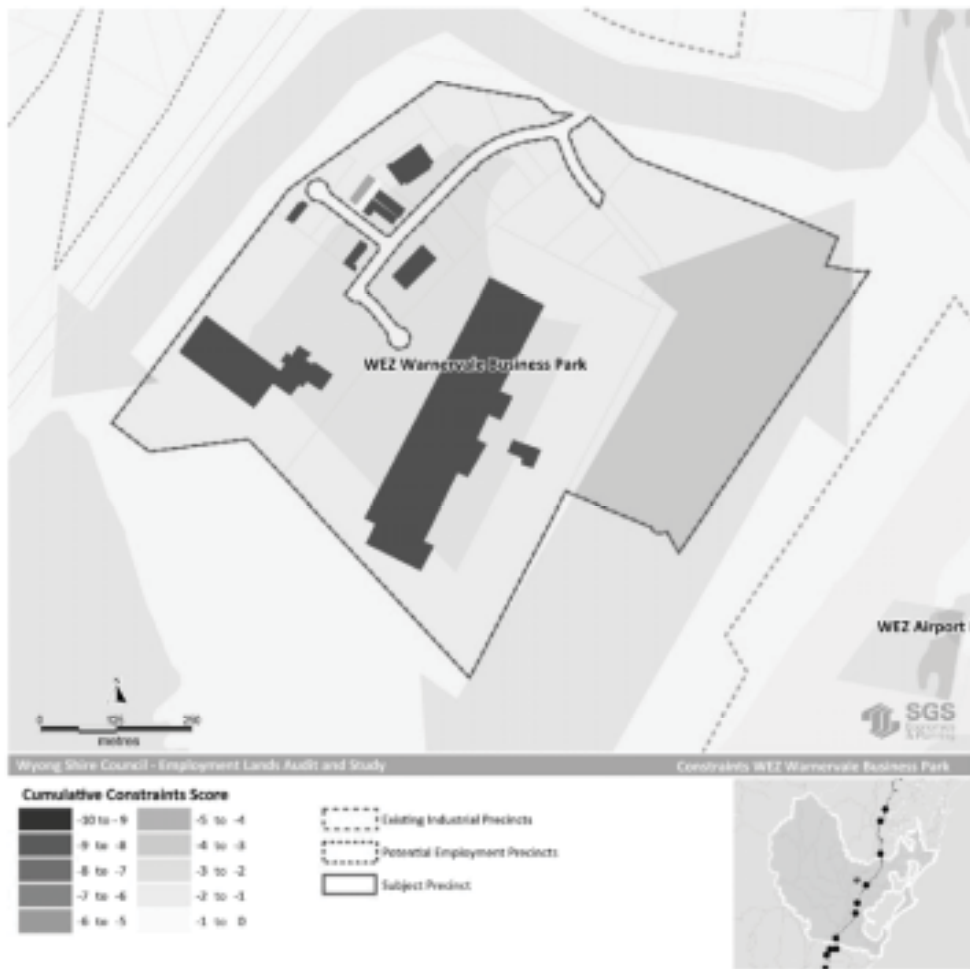 WEZ Warnervale Business Park
WEZ Airport
0 125 250
metres
SGS
Economics
& Planning
Wyong Shire Council - Employment Lands Audit and Study
Constraints WEZ Warnervale Business Park
Cumulative Constraints Score
-10 to -9
-9 to -8
-8 to -7
-7 to -6
-6 to -5
-5 to -4
-4 to -3
-3 to -2
-2 to -1
-1 to 0
Existing Industrial Precincts
Potential Employment Precincts
Subject Precinct